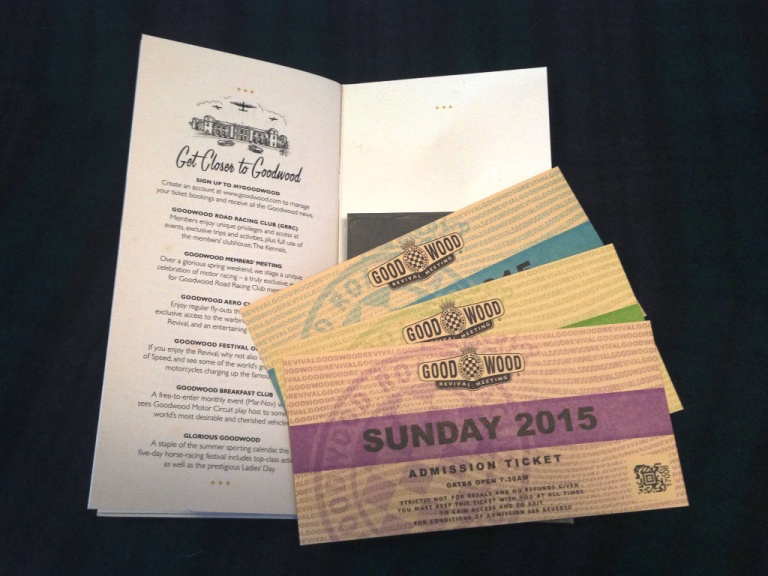 Get Closer to Goodwood
SIGN UP TO MYGOODWOOD
Create an account at www.goodwood.com to manage
your ticket bookings and receive all the Goodwood news.
GOODWOOD ROAD RACING CLUB (GRRC)
Members enjoy unique privileges and access at
events, exclusive trips and activities, plus full use of
the members' clubhouse, The Kennels.
GOODWOOD MEMBERS' MEETING
Over a glorious spring weekend, we stage a unique
celebration of motor racing – a truly exclusive
for Goodwood Road Racing Club
GOODWOOD AERO
Enjoy regular fly-outs
exclusive access to the
Revival, and an
GOODWOOD FESTIVAL
If you enjoy the Revival, why not also
of Speed, and see some of the world's
motorcycles charging up the
GOODWOOD BREAKFAST CLUB
A free-to-enter monthly event (Mar-Nov)
sees Goodwood Motor Circuit play host to
world's most desirable and cherished
GLORIOUS GOODWOOD
A staple of the summer sporting calendar, this
five-day horse-racing festival includes top-class
as well as the prestigious Ladies' Day.
GOOD WOOD
REVIVAL MEETING
GOOD WOOD
REVIVAL MEETING
GOOD WOOD
REVIVAL MEETING
SUNDAY 2015
ADMISSION TICKET
GATES OPEN 7.30AM
STRICTLY NOT FOR RESALE AND NO REFUNDS GIVEN
YOU MUST KEEP THIS TICKET WITH YOU AT ALL TIMES
TO GAIN ACCESS AND TO EXIT
FOR CONDITIONS OF ADMISSION SEE REVERSE